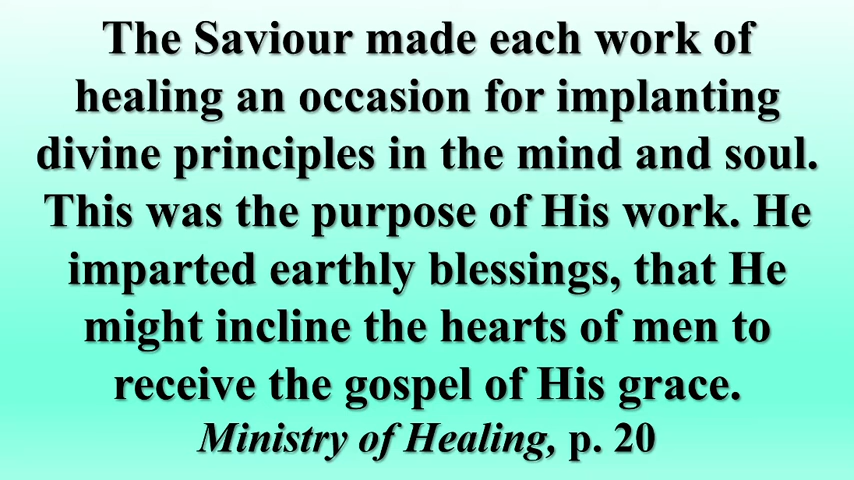 The Saviour made each work of
healing an occasion for implanting
divine principles in the mind and soul.
This was the purpose of His work. He
imparted earthly blessings, that He
might incline the hearts of men to
receive the gospel of His grace.
Ministry of Healing, p. 20